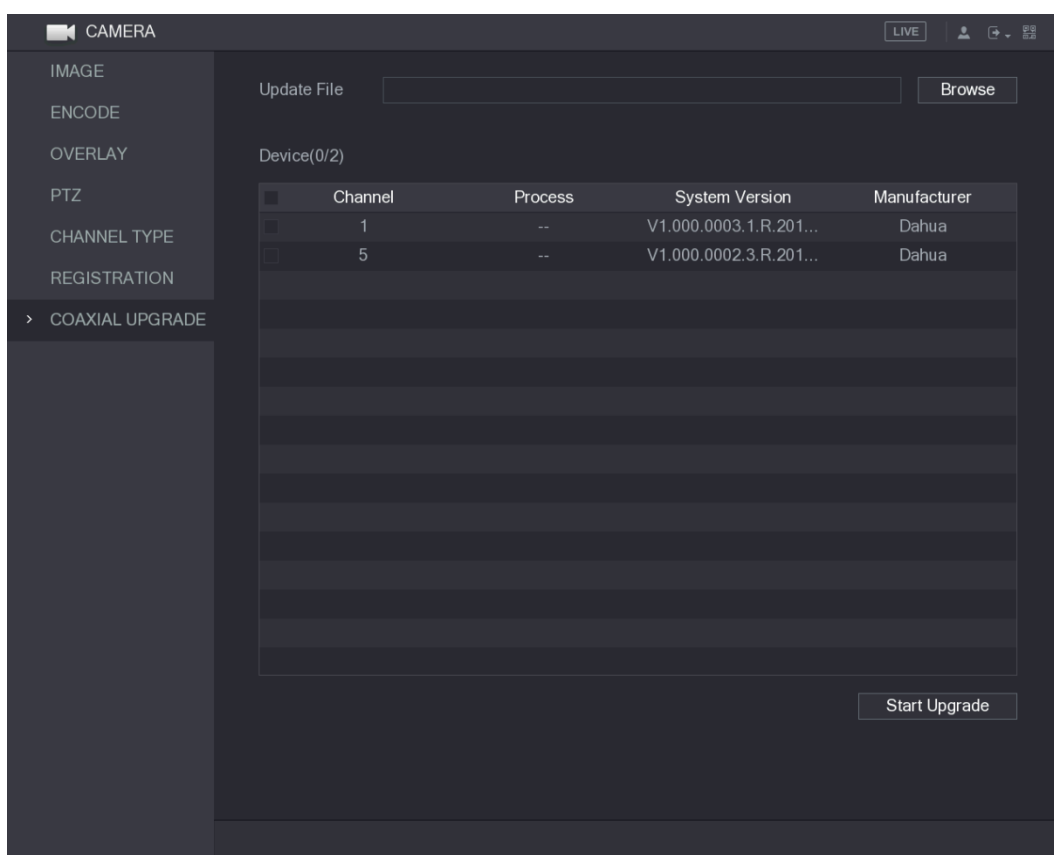 CAMERA
LIVE
IMAGE
ENCODE
OVERLAY
PTZ
CHANNEL TYPE
REGISTRATION
> COAXIAL UPGRADE
Update File
Browse
Device(0/2)
Channel Process System Version Manufacturer
1 -- V1.000.0003.1.R.201... Dahua
5 -- V1.000.0002.3.R.201... Dahua
Start Upgrade